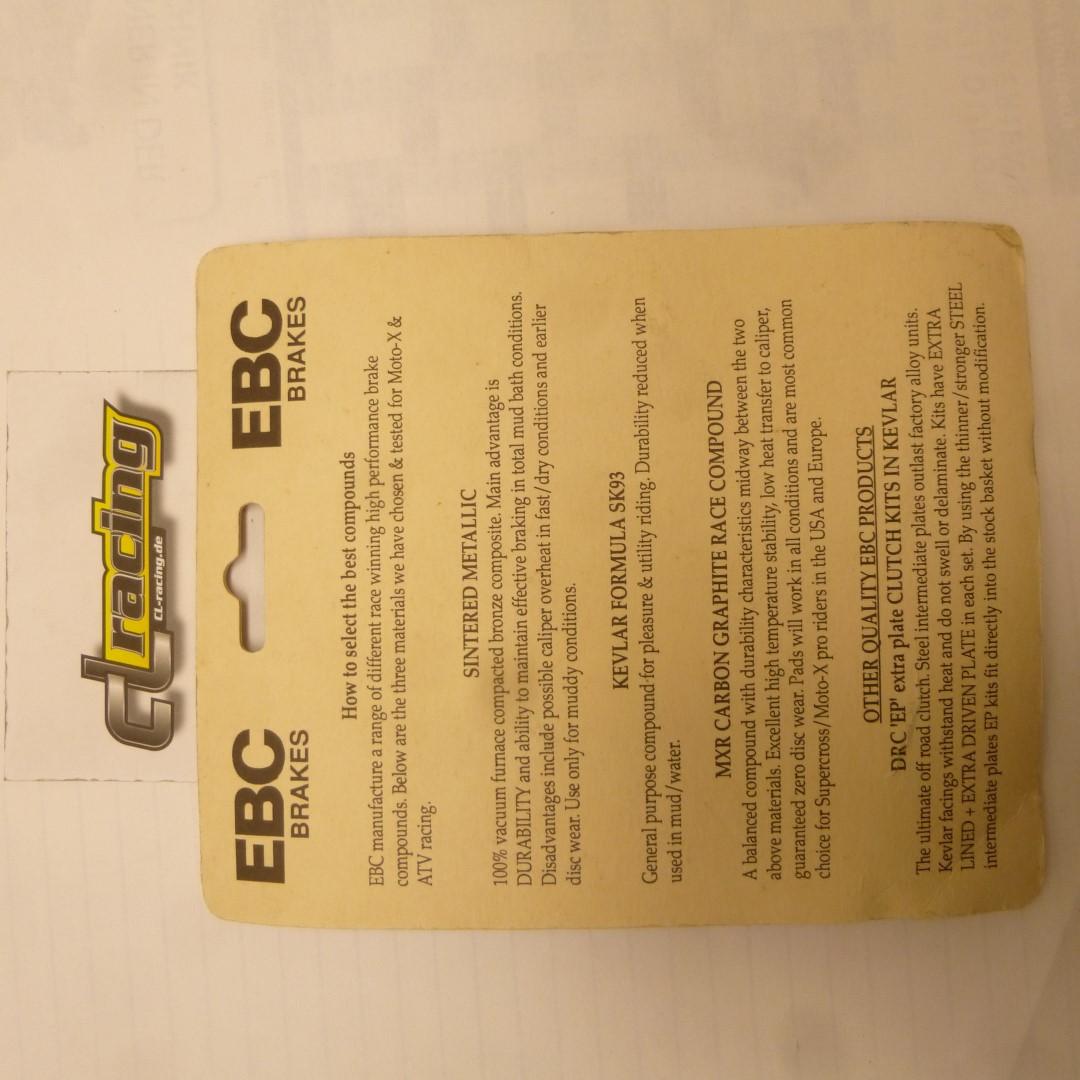 CL racing
CL-racing.de
EBC BRAKES
EBC BRAKES
How to select the best compounds
EBC manufacture a range of different race winning high performance brake
compounds. Below are the three materials we have chosen & tested for Moto-X &
ATV racing.
SINTERED METALLIC
100% vacuum furnace compacted bronze composite. Main advantage is
DURABILITY and ability to maintain effective braking in total mud bath conditions.
Disadvantages include possible caliper overheat in fast/dry conditions and earlier
disc wear. Use only for muddy conditions.
KEVLAR FORMULA SK93
General purpose compound for pleasure & utility riding. Durability reduced when
used in mud/water.
MXR CARBON GRAPHITE RACE COMPOUND
A balanced compound with durability characteristics midway between the two
above materials. Excellent high temperature stability, low heat transfer to caliper,
guaranteed zero disc wear. Pads will work in all conditions and are most common
choice for Supercross/Moto-X pro riders in the USA and Europe.
OTHER QUALITY EBC PRODUCTS
DRC 'EP' extra plate CLUTCH KITS IN KEVLAR
The ultimate off road clutch. Steel intermediate plates outlast factory alloy units.
Kevlar facings withstand heat and do not swell or delaminate. Kits have EXTRA
LINED + EXTRA DRIVEN PLATE in each set. By using the thinner/stronger STEEL
intermediate plates EP kits fit directly into the stock basket without modification.